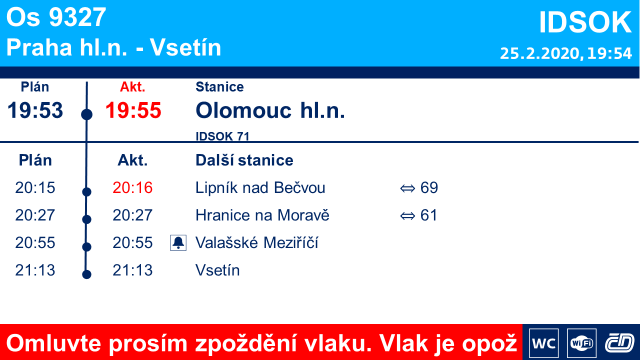 Os 9327
IDSOK
Praha hl.n. - Vsetín
25.2.2020, 19:54
Plán Akt. Stanice
19:53 19:55 Olomouc hl.n.
IDSOK 71
Plán Akt. Další stanice
20:15 20:16 Lipník nad Bečvou ⇔ 69
20:27 20:27 Hranice na Moravě ⇔ 61
20:55 20:55 Valašské Meziříčí
21:13 21:13 Vsetín
Omluvte prosím zpoždění vlaku. Vlak je opož
WC WiFi ČD